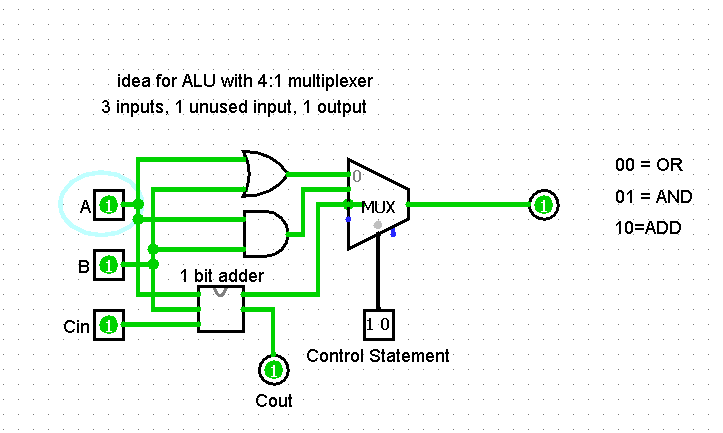 idea for ALU with 4:1 multiplexer
3 inputs, 1 unused input, 1 output
00 = OR
01 = AND
10=ADD
0
A 1
MUX
1
B 1
1 bit adder
Cin 1
1 0
Control Statement
1
Cout